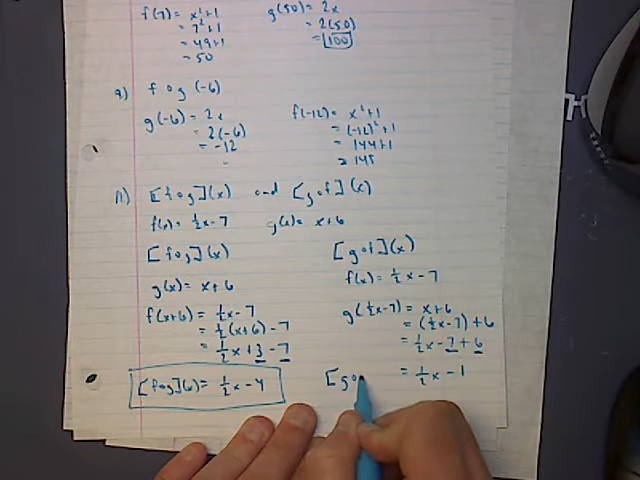 f(7) = x²+1
= 7²+1
= 49+1
= 50
g(50) = 2x
= 2(50)
= 100
9) f o g (-6)
g(-6) = 2x
= 2(-6)
= -12
f(-12) = x²+1
= (-12)²+1
= 144+1
= 145
11) [f o g](x) and [g o f](x)
f(x) = ½x - 7 g(x) = x+6
[f o g](x)
g(x) = x+6
f(x+6) = ½x - 7
= ½(x+6) - 7
= ½x + 3 - 7
[f o g](x) = ½x - 4
[g o f](x)
f(x) = ½x - 7
g(½x-7) = x+6
= (½x-7) + 6
= ½x - 7 + 6
[go = ½x - 1